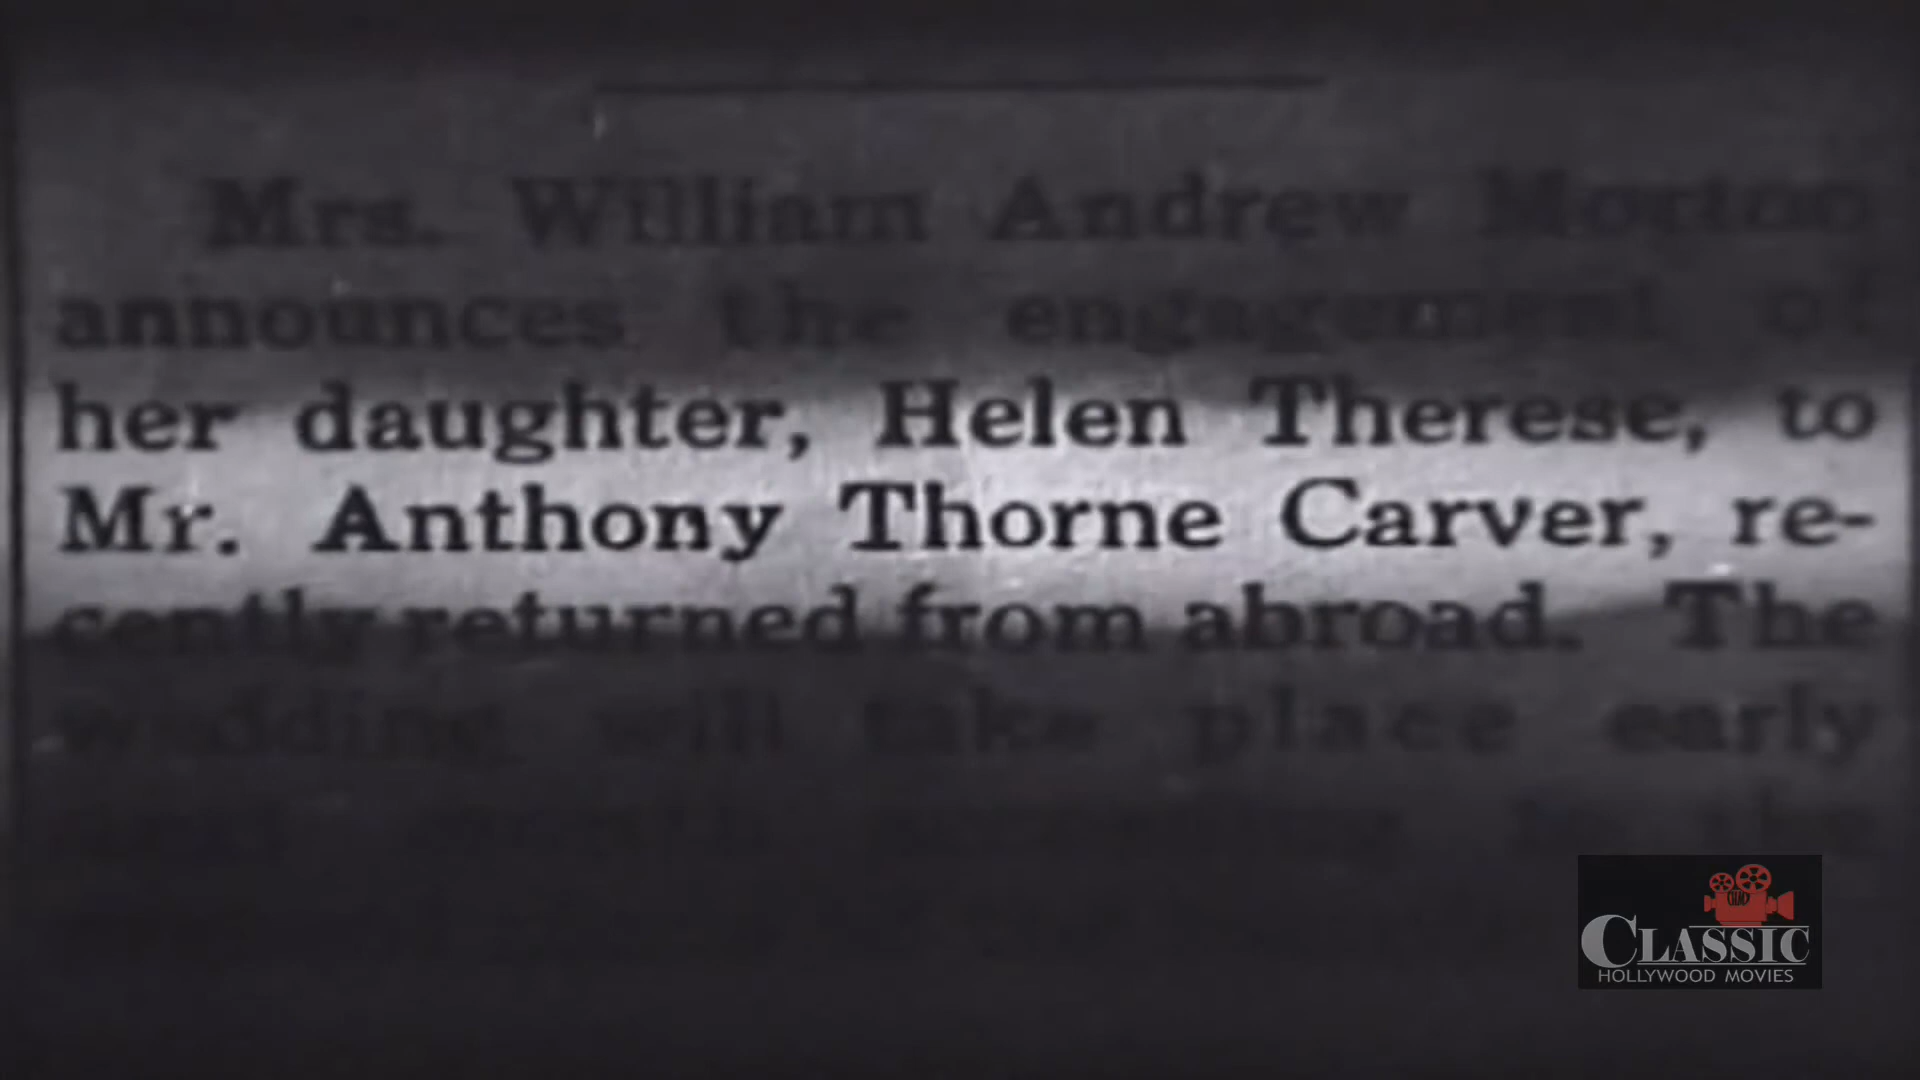 Mrs. William Andrew Morton
announces the engagement of
her daughter, Helen Therese, to
Mr. Anthony Thorne Carver, re-
cently returned from abroad. The
wedding will take place early
the
CLASSIC
HOLLYWOOD MOVIES